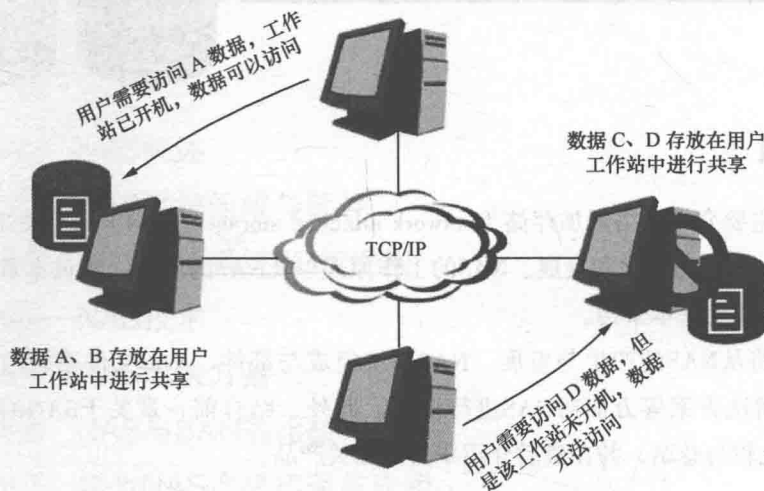 用户需要访问 A 数据，工作
站已开机，数据可以访问
数据 C、D 存放在用户
工作站中进行共享
TCP/IP
数据 A、B 存放在用户
工作站中进行共享
用户需要访问 D 数据，但
是该工作站未开机，数据
无法访问